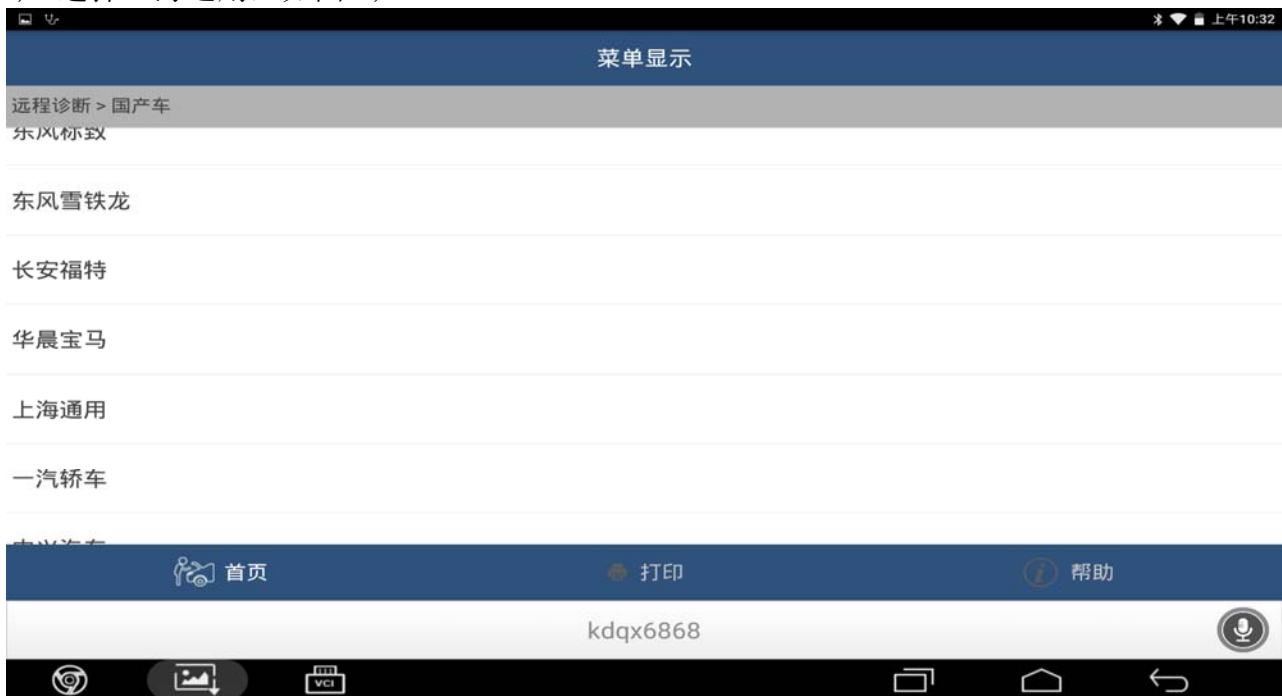 上午10:32
菜单显示
远程诊断 > 国产车
东风标致
东风雪铁龙
长安福特
华晨宝马
上海通用
一汽轿车
首页
打印
帮助
kdqx6868
VCI